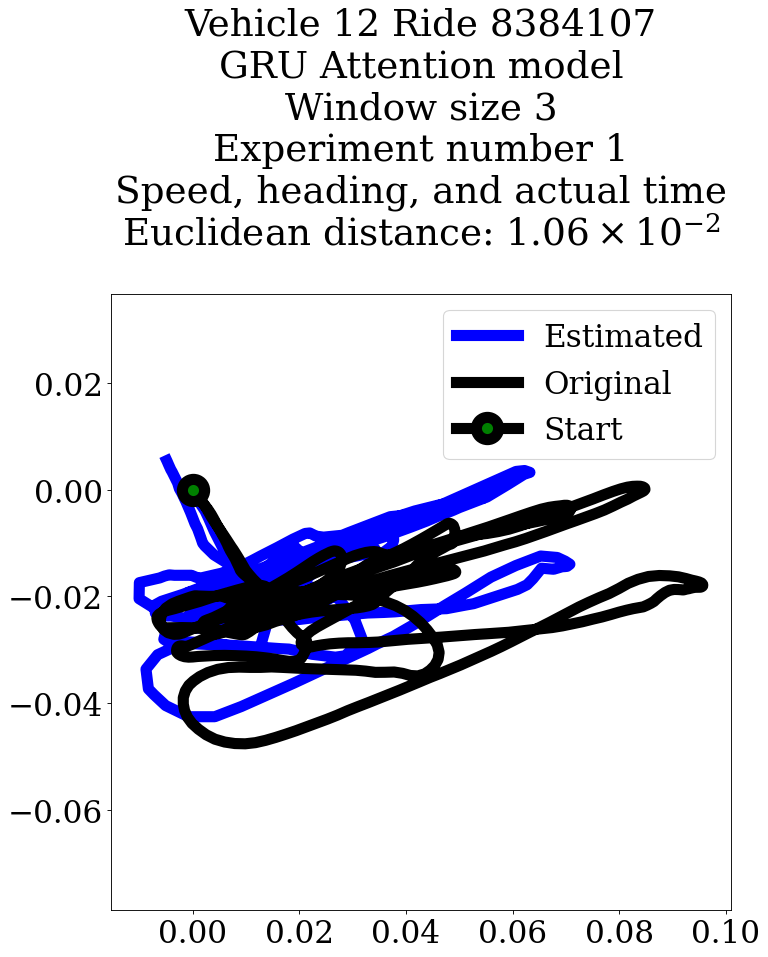 Vehicle 12 Ride 8384107
GRU Attention model
Window size 3
Experiment number 1
Speed, heading, and actual time
Euclidean distance: 1.06 × 10⁻²
Estimated
Original
Start
0.02
0.00
−0.02
−0.04
−0.06
0.00 0.02 0.04 0.06 0.08 0.10